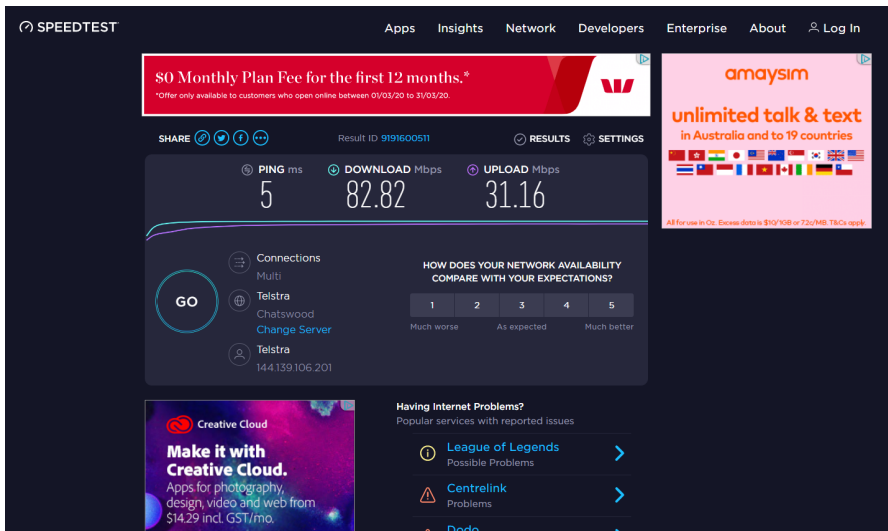 SPEEDTEST
Apps Insights Network Developers Enterprise About Log In
$0 Monthly Plan Fee for the first 12 months.*
*Offer only available to customers who open online between 01/03/20 to 31/03/20.
amaysim
unlimited talk & text
in Australia and to 19 countries
All for use in Oz. Excess data is $10/1GB or 7.2c/MB. T&Cs apply
SHARE Result ID 9191600511 RESULTS SETTINGS
PING ms DOWNLOAD Mbps UPLOAD Mbps
5 82.82 31.16
GO
Connections
Multi
Telstra
Chatswood
Change Server
Telstra
144.139.106.201
HOW DOES YOUR NETWORK AVAILABILITY
COMPARE WITH YOUR EXPECTATIONS?
1 2 3 4 5
Much worse As expected Much better
Creative Cloud
Make it with
Creative Cloud.
Apps for photography,
design, video and web from
$14.29 incl. GST/mo.
Having Internet Problems?
Popular services with reported issues
League of Legends
Possible Problems
Centrelink
Problems
Dodo